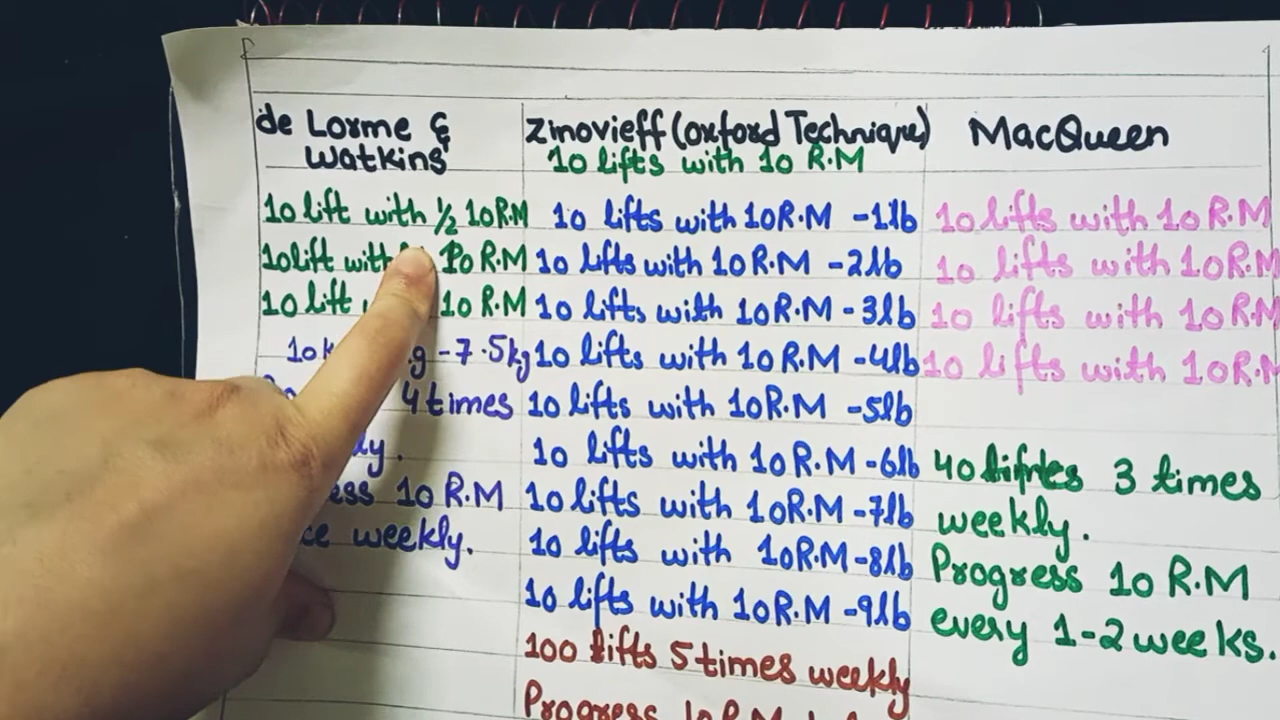 de Lorme &
Watkins
10 lift with 1/2 10 R.M
10 lift with 10 R.M
10 lift 10 R.M
-7.5kg
4 times
10 R.M
weekly.
Zinovieff (Oxford Technique)
10 lifts with 10 R.M
10 lifts with 10 R.M -1lb
10 lifts with 10 R.M -2lb
10 lifts with 10 R.M -3lb
10 lifts with 10 R.M -4lb
10 lifts with 10 R.M -5lb
10 lifts with 10 R.M -6lb
10 lifts with 10 R.M -7lb
10 lifts with 10 R.M -8lb
10 lifts with 10 R.M -9lb
100 lifts 5 times weekly
Progress 10 R.M
MacQueen
10 lifts with 10 R.M
10 lifts with 10 R.M
10 lifts with 10 R.M
10 lifts with 10 R.M
40 3 times
weekly.
Progress 10 R.M
every 1-2 weeks.